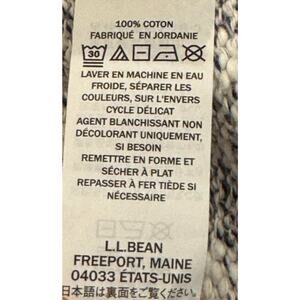 100% COTON
FABRIQUÉ EN JORDANIE
30
LAVER EN MACHINE EN EAU
FROIDE, SÉPARER LES
COULEURS, SUR L'ENVERS
CYCLE DÉLICAT
AGENT BLANCHISSANT NON
DÉCOLORANT UNIQUEMENT,
SI BESOIN
REMETTRE EN FORME ET
SÉCHER À PLAT
REPASSER À FER TIÈDE SI
NÉCESSAIRE
L.L.BEAN
FREEPORT, MAINE
04033 ÉTATS-UNIS
日本語は裏面をご覧ください。